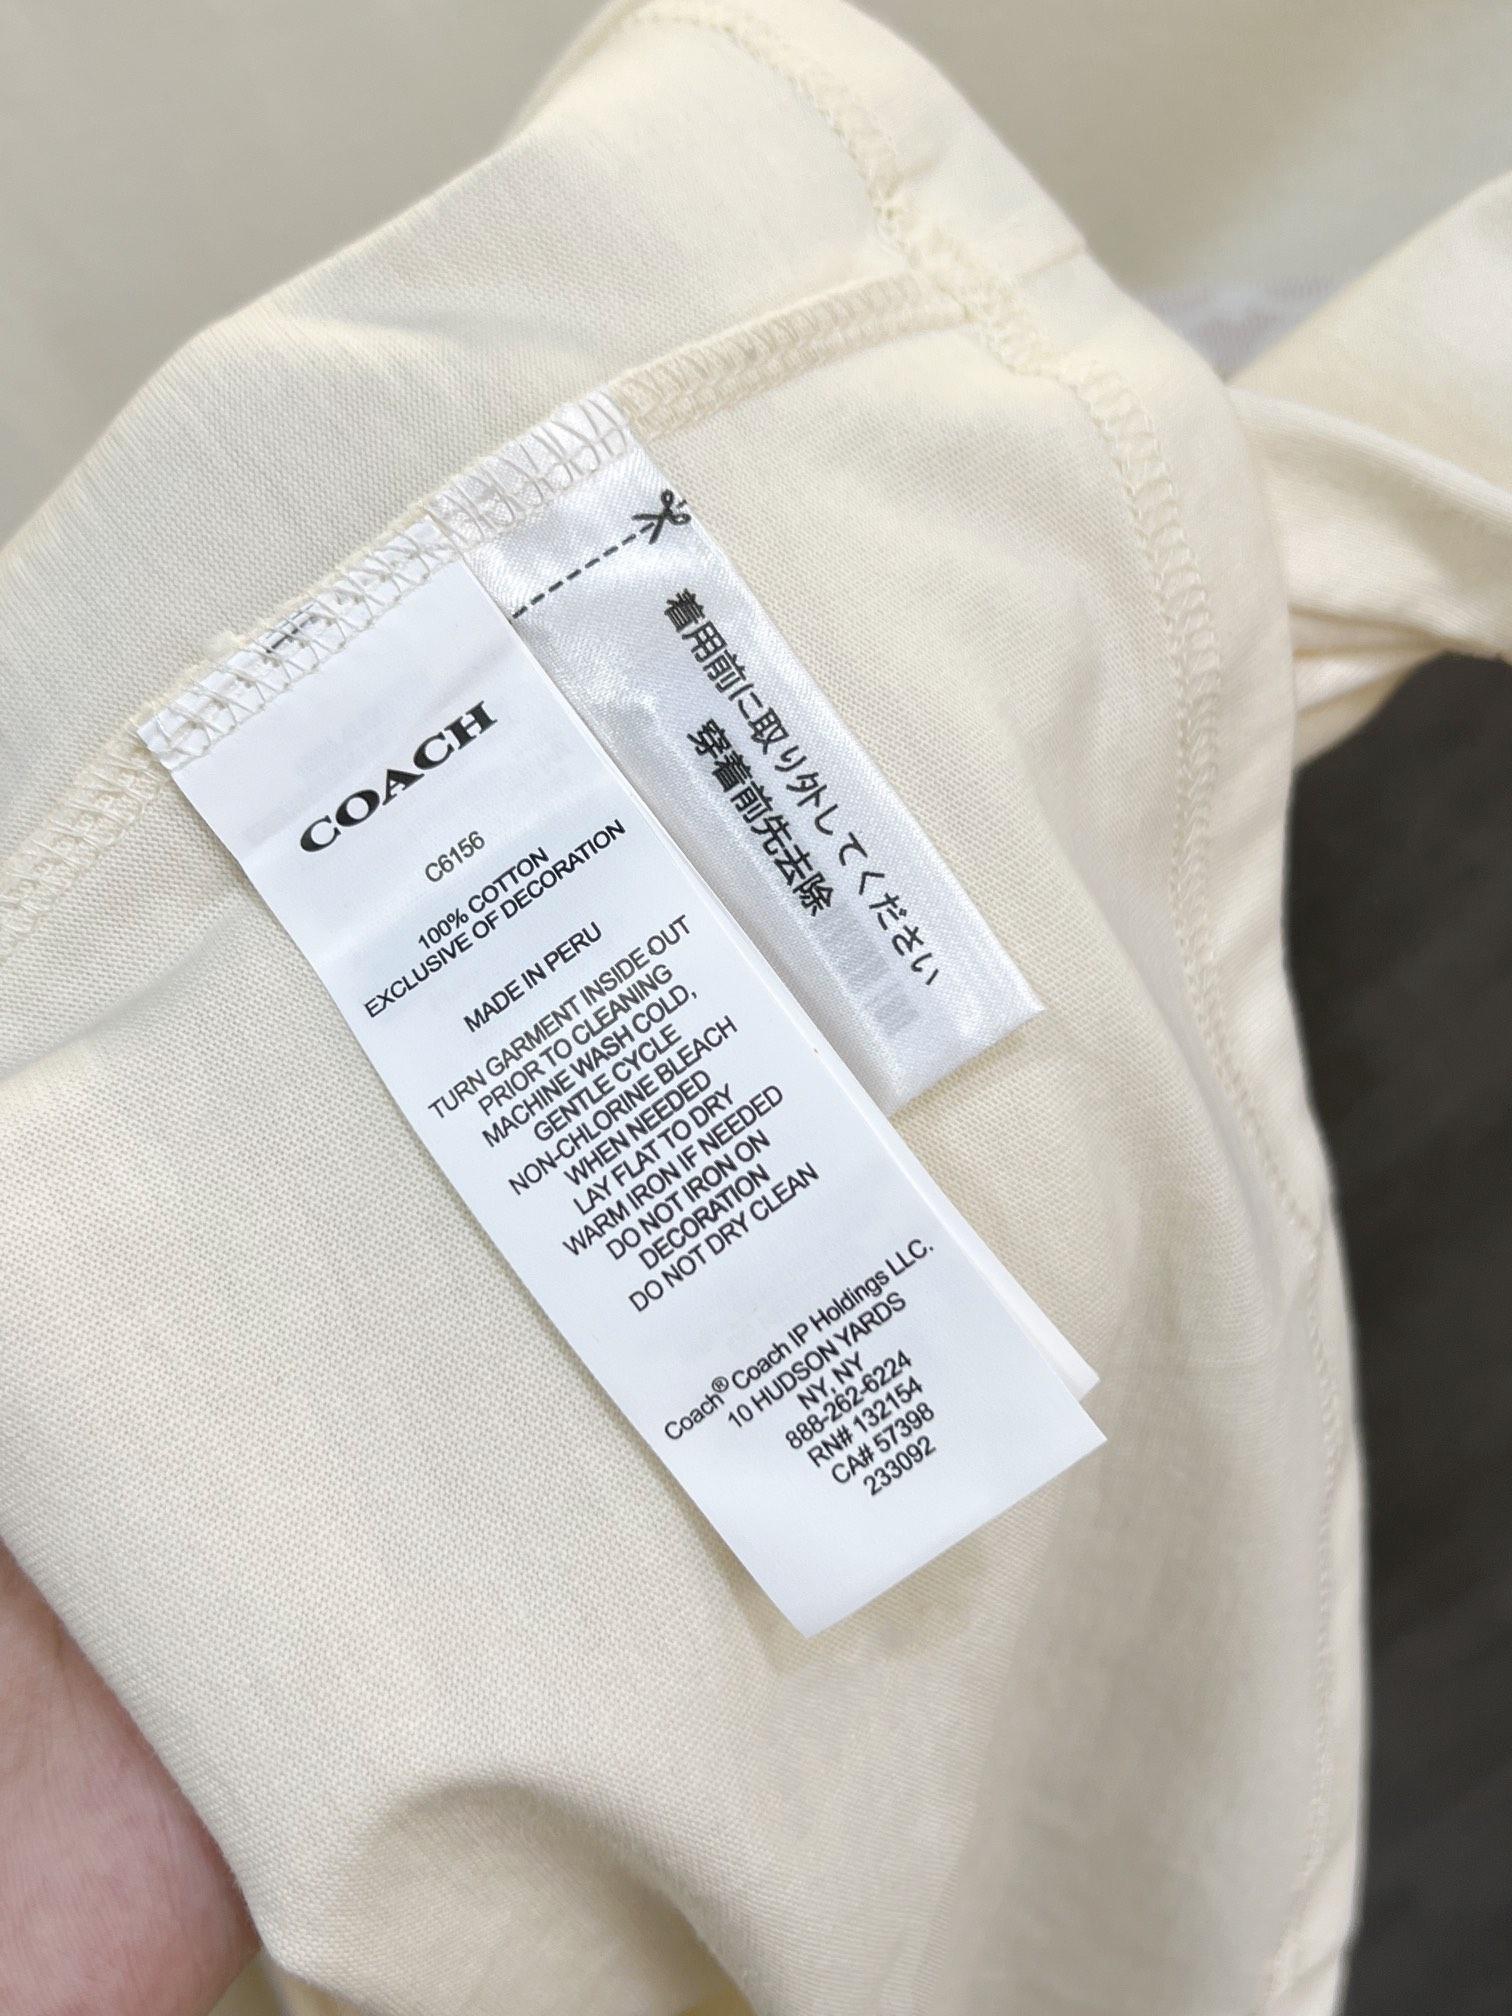 COACH
C6156
100% COTTON
EXCLUSIVE OF DECORATION
MADE IN PERU
TURN GARMENT INSIDE OUT
PRIOR TO CLEANING
MACHINE WASH COLD,
GENTLE CYCLE
NON-CHLORINE BLEACH
WHEN NEEDED
LAY FLAT TO DRY
WARM IRON IF NEEDED
DO NOT IRON ON
DECORATION
DO NOT DRY CLEAN
Coach® Coach IP Holdings LLC.
10 HUDSON YARDS
NY, NY
888-262-6224
RN# 132154
CA# 57398
233092
着用前に取り外してください
穿着前先去除